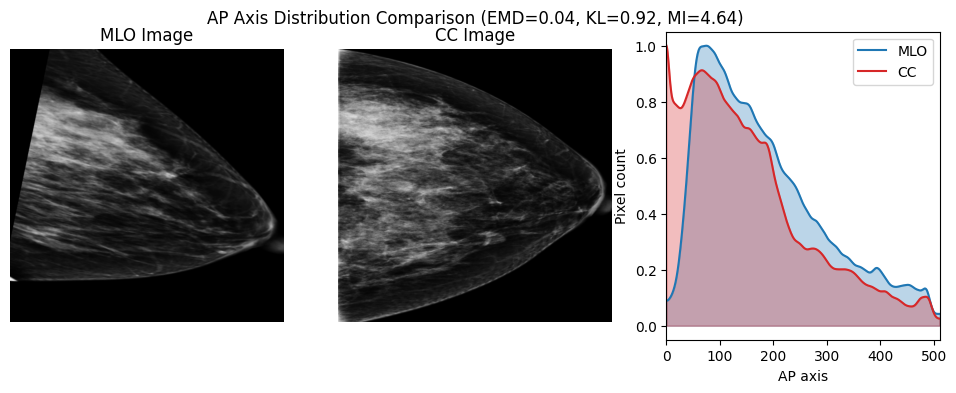 AP Axis Distribution Comparison (EMD=0.04, KL=0.92, MI=4.64)
MLO Image
CC Image
MLO
CC
Pixel count
1.0
0.8
0.6
0.4
0.2
0.0
0 100 200 300 400 500
AP axis